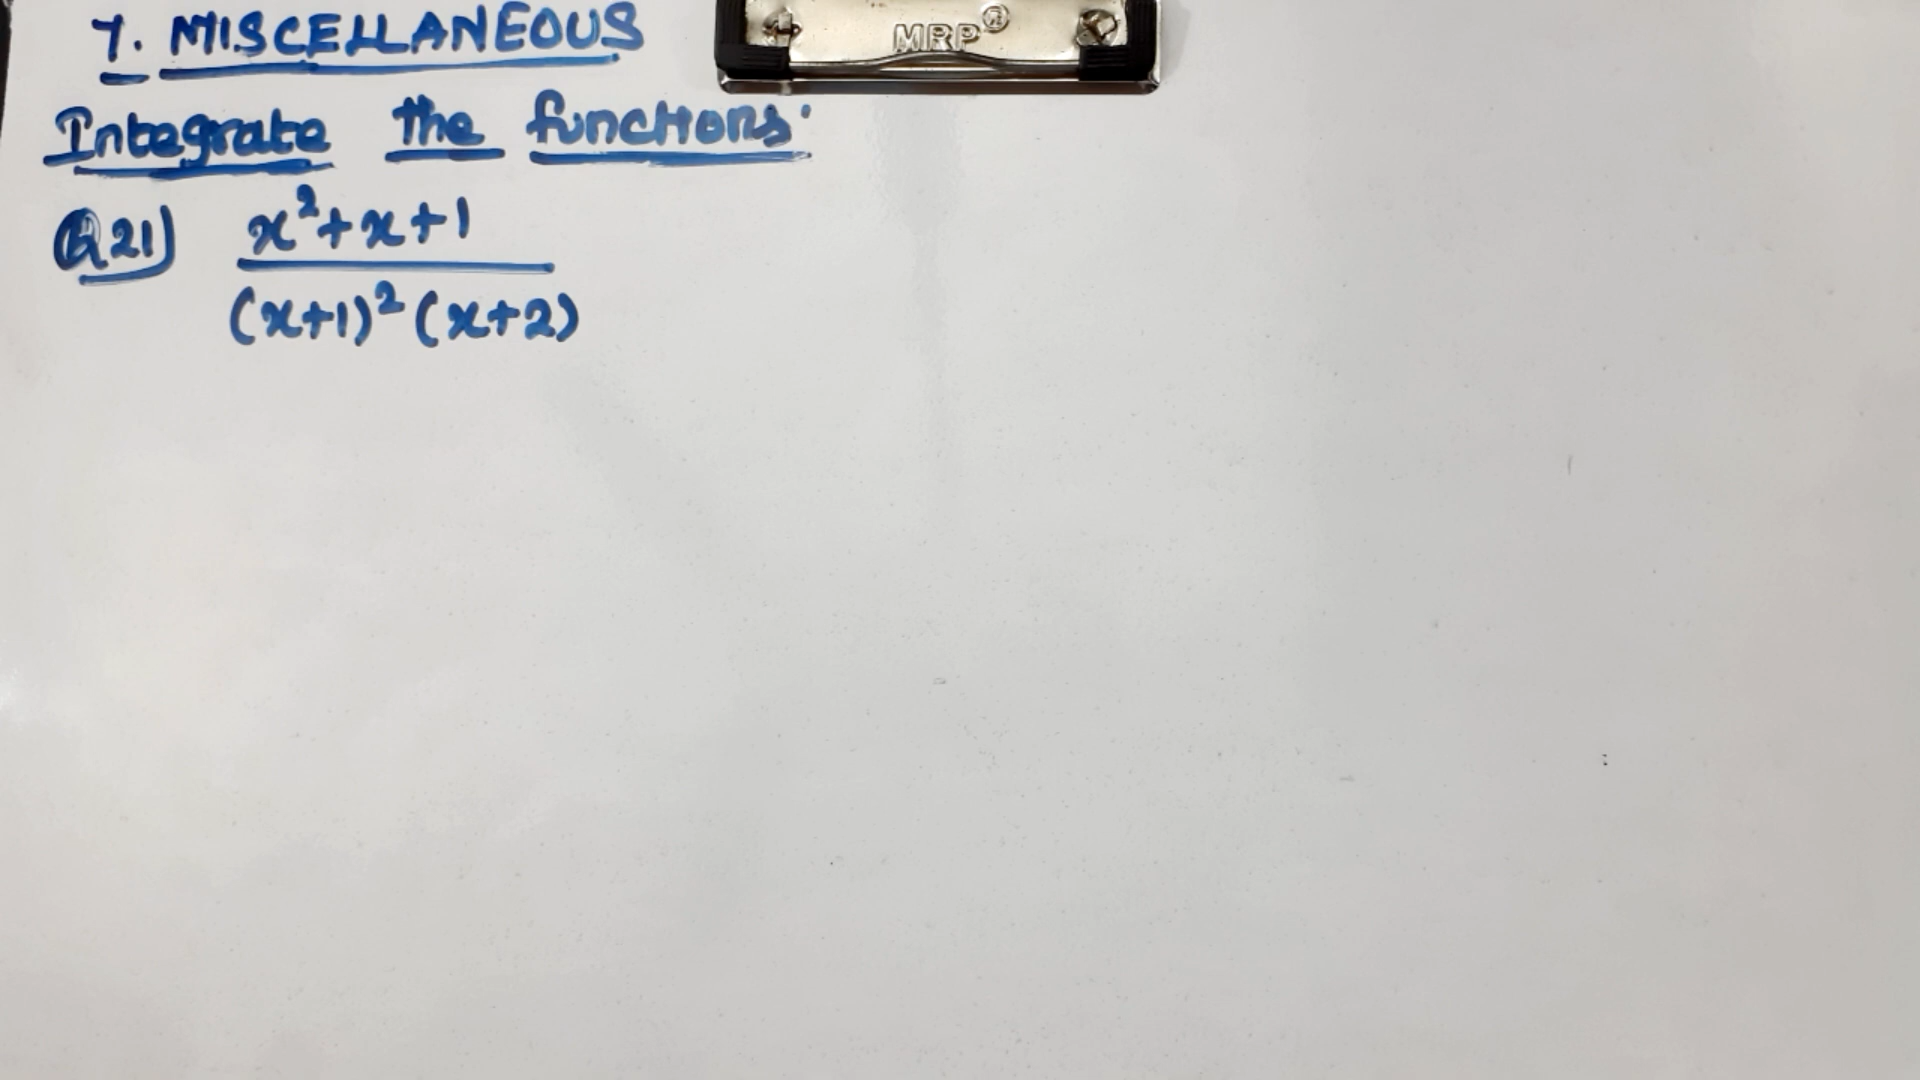 7. MISCELLANEOUS
MRP®
Integrate the functions:
Q21) x²+x+1
(x+1)²(x+2)